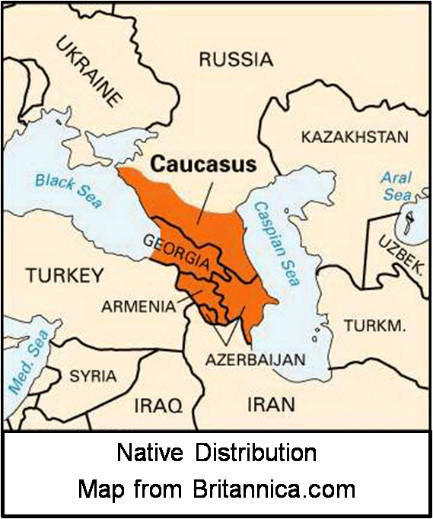 UKRAINE
RUSSIA
KAZAKHSTAN
Caucasus
Aral
Sea
Black Sea
Caspian Sea
GEORGIA
UZBEK.
TURKEY
ARMENIA
TURKM.
Med. Sea
AZERBAIJAN
SYRIA
IRAQ
IRAN
Native Distribution
Map from Britannica.com